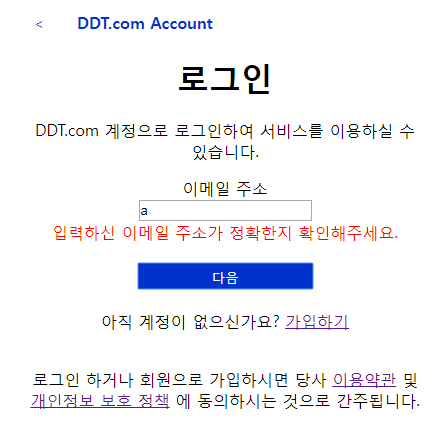 < DDT.com Account
로그인
DDT.com 계정으로 로그인하여 서비스를 이용하실 수
있습니다.
이메일 주소
a
입력하신 이메일 주소가 정확한지 확인해주세요.
다음
아직 계정이 없으신가요? 가입하기
로그인 하거나 회원으로 가입하시면 당사 이용약관 및
개인정보 보호 정책 에 동의하시는 것으로 간주됩니다.